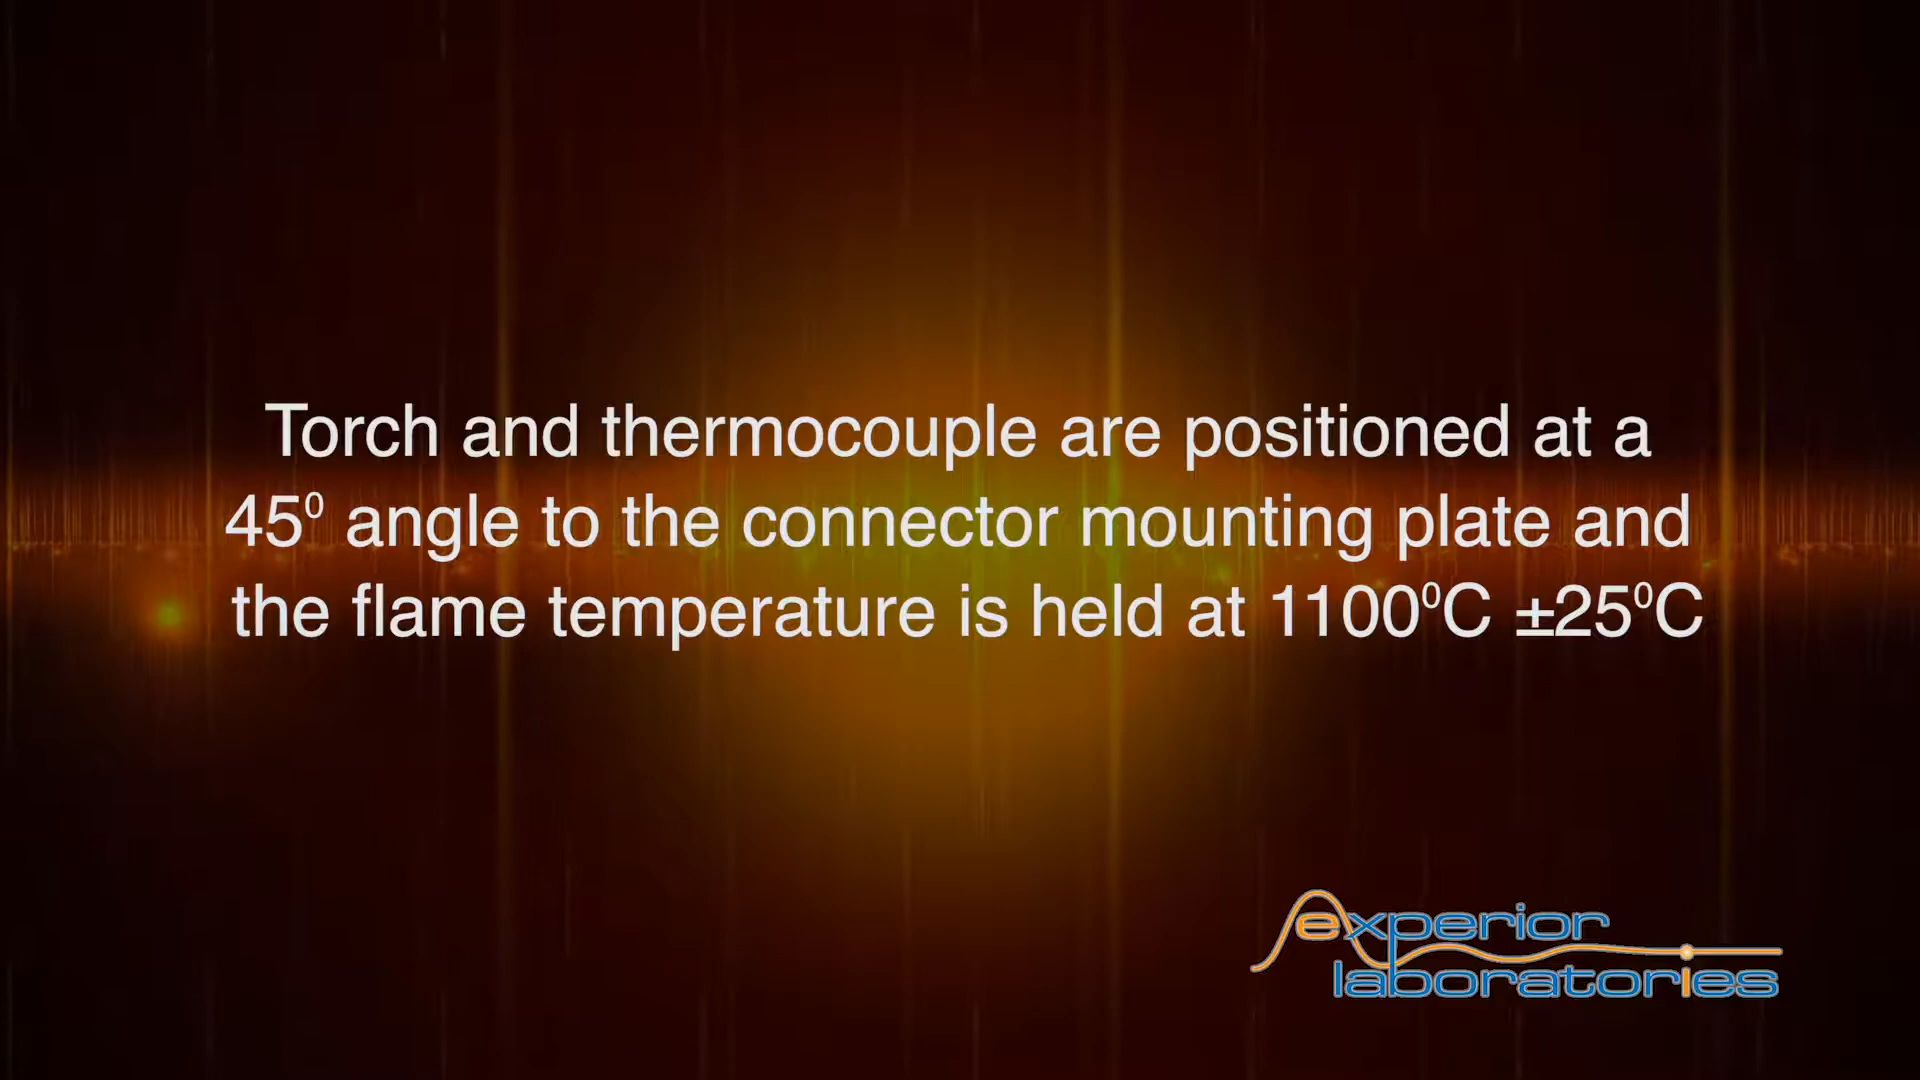 Torch and thermocouple are positioned at a
45⁰ angle to the connector mounting plate and
the flame temperature is held at 1100⁰C ±25⁰C
experior
laboratories